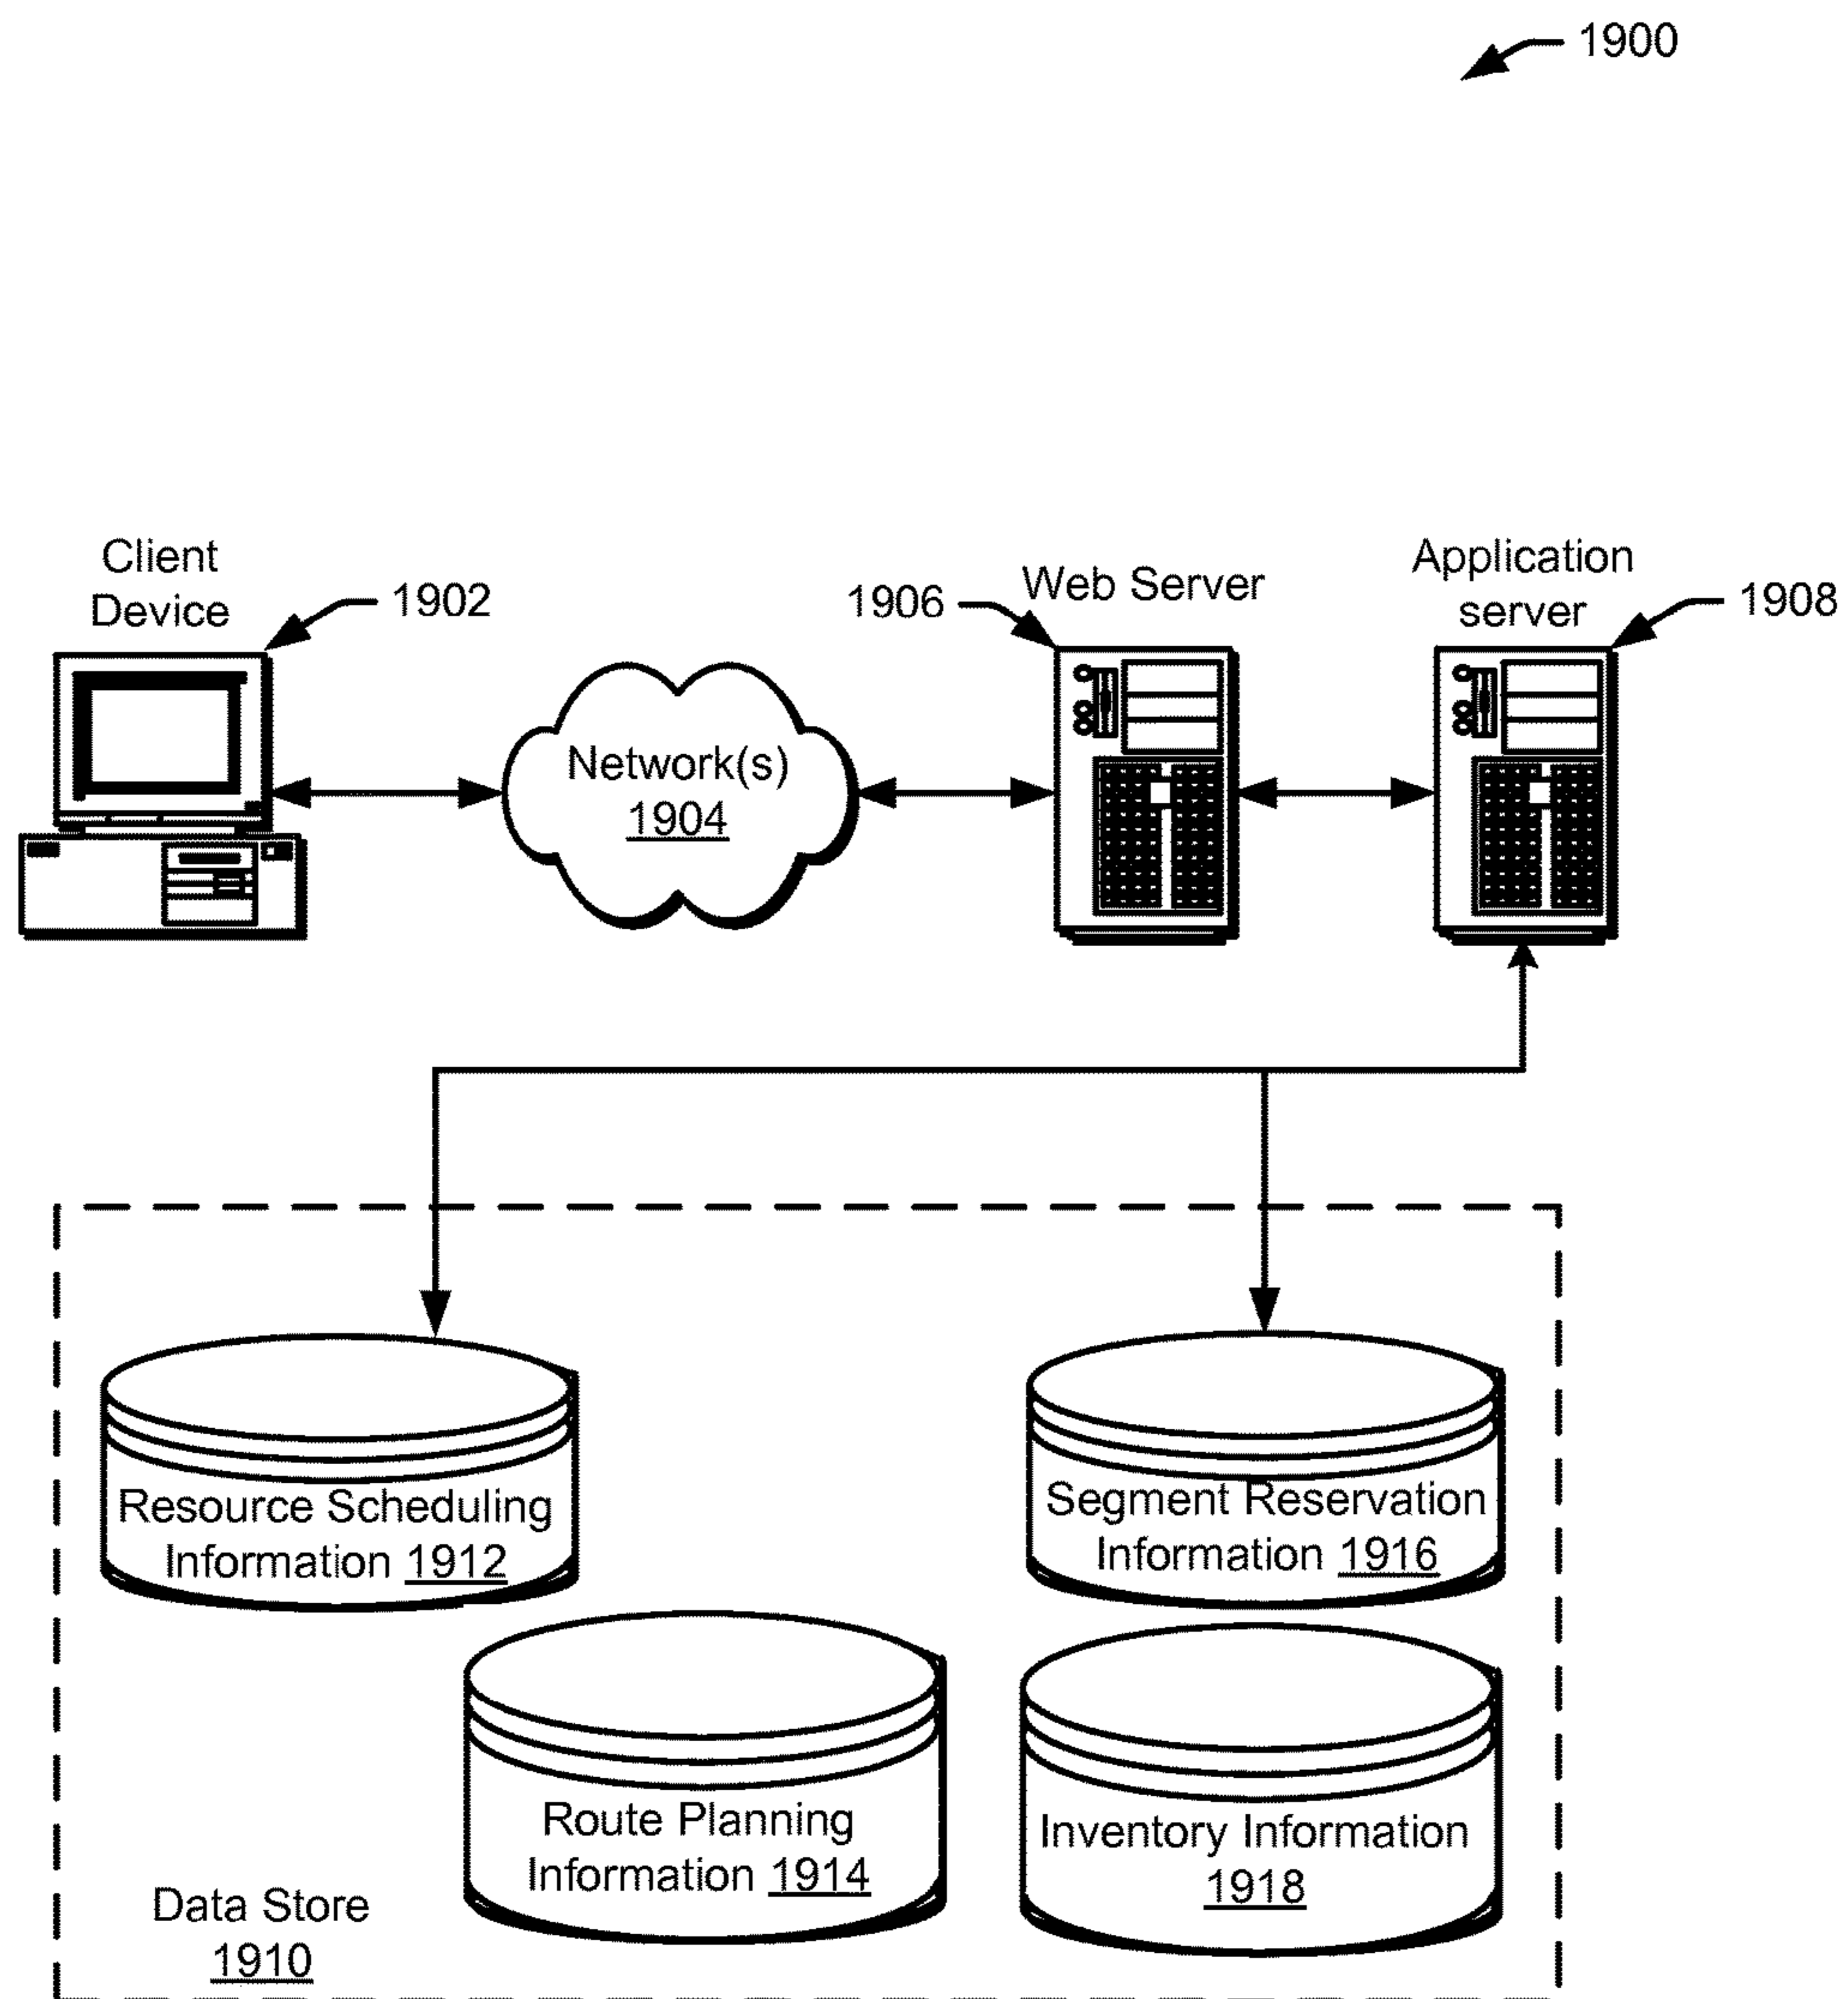 1900
Client
Device
1902
1906
Web Server
Application
server
1908
Network(s)
1904
Resource Scheduling
Information 1912
Segment Reservation
Information 1916
Route Planning
Information 1914
Inventory Information
1918
Data Store
1910